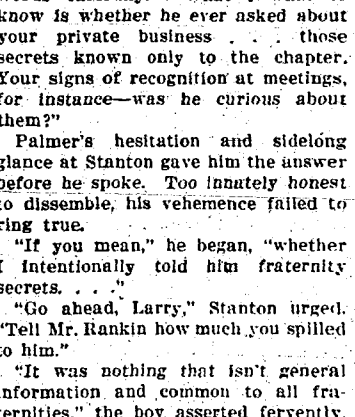 know is whether he ever asked about
your private business . . . those
secrets known only to the chapter.
Your signs of recognition at meetings,
for instance—was he curious about
them?"
Palmer's hesitation and sidelong
glance at Stanton gave him the answer
before he spoke. Too innately honest
to dissemble, his vehemence failed to
ring true.
"If you mean," he began, "whether
I intentionally told him fraternity
secrets. . . ."
"Go ahead, Larry," Stanton urged.
"Tell Mr. Rankin how much you spilled
to him."
"It was nothing that isn't general
information and common to all fra-
ternities," the boy asserted fervently.